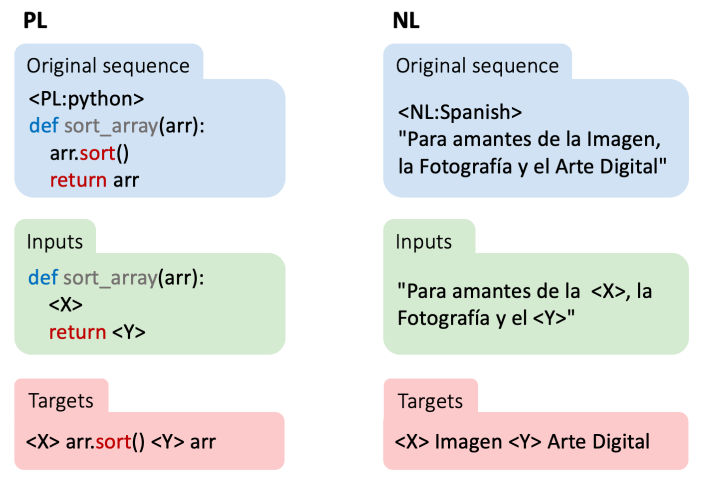 PL
Original sequence
<PL:python>
def sort_array(arr):
    arr.sort()
    return arr
Inputs
def sort_array(arr):
    <X>
    return <Y>
Targets
<X> arr.sort() <Y> arr
NL
Original sequence
<NL:Spanish>
"Para amantes de la Imagen,
la Fotografía y el Arte Digital"
Inputs
"Para amantes de la  <X>, la
Fotografía y el <Y>"
Targets
<X> Imagen <Y> Arte Digital